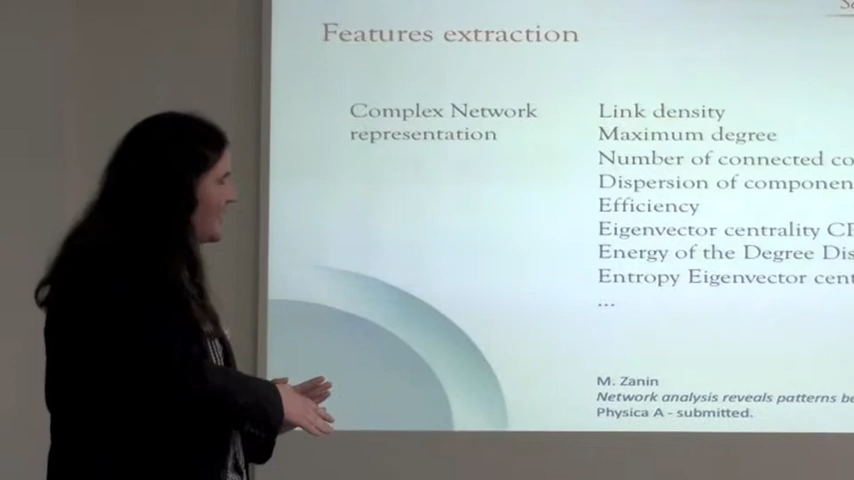 Features extraction
Complex Network
representation
Link density
Maximum degree
Number of connected co
Dispersion of componen
Efficiency
Eigenvector centrality
Energy of the Degree Dis
Entropy Eigenvector cent
...
M. Zanin
Network analysis reveals patterns be
Physica A - submitted.